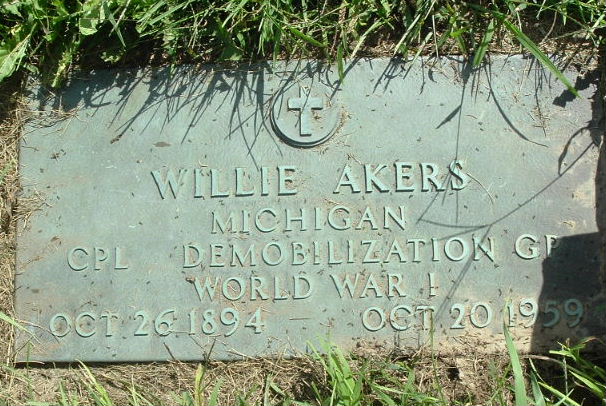 WILLIE AKERS
MICHIGAN
CPL DEMOBILIZATION GP
WORLD WAR I
OCT 26 1894 — OCT 20 1959